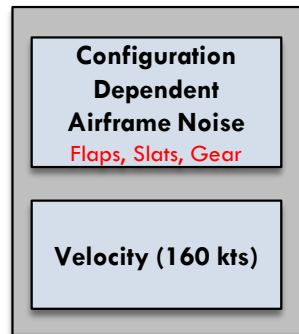 Configuration
Dependent
Airframe Noise
Flaps, Slats, Gear
Velocity (160 kts)